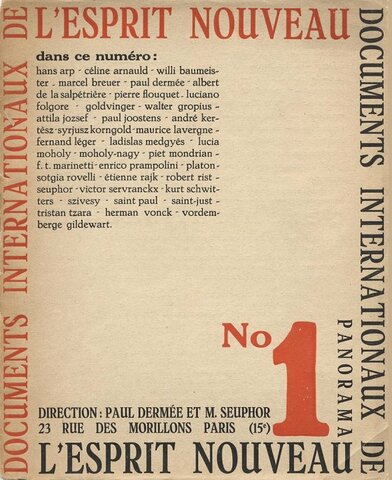 DOCUMENTS INTERNATIONAUX DE
L'ESPRIT NOUVEAU
DOCUMENTS INTERNATIONAUX DE
PANORAMA
dans ce numéro :
hans arp - céline arnauld - willi baumeis-
ter . marcel breuer - paul dermée - albert
de la salpétrière - pierre flouquet . luciano
folgore - goldvinger - walter gropius -
attila jozsef - paul joostens - andré ker-
tész-syrjusz korngold-maurice lavergne-
fernand léger - ladislas medgyès - lucia
moholy - moholy-nagy - piet mondrian -
f. t. marinetti - enrico prampolini - platon-
sotgia rovelli - étienne rajk - robert rist -
seuphor - victor servranckx - kurt schwit-
ters - szivesy - saint paul - saint-just -
tristan tzara - herman vonck - vordem-
berge gildewart.
No 1
DIRECTION : PAUL DERMÉE ET M. SEUPHOR
23 RUE DES MORILLONS PARIS (15e)
L'ESPRIT NOUVEAU